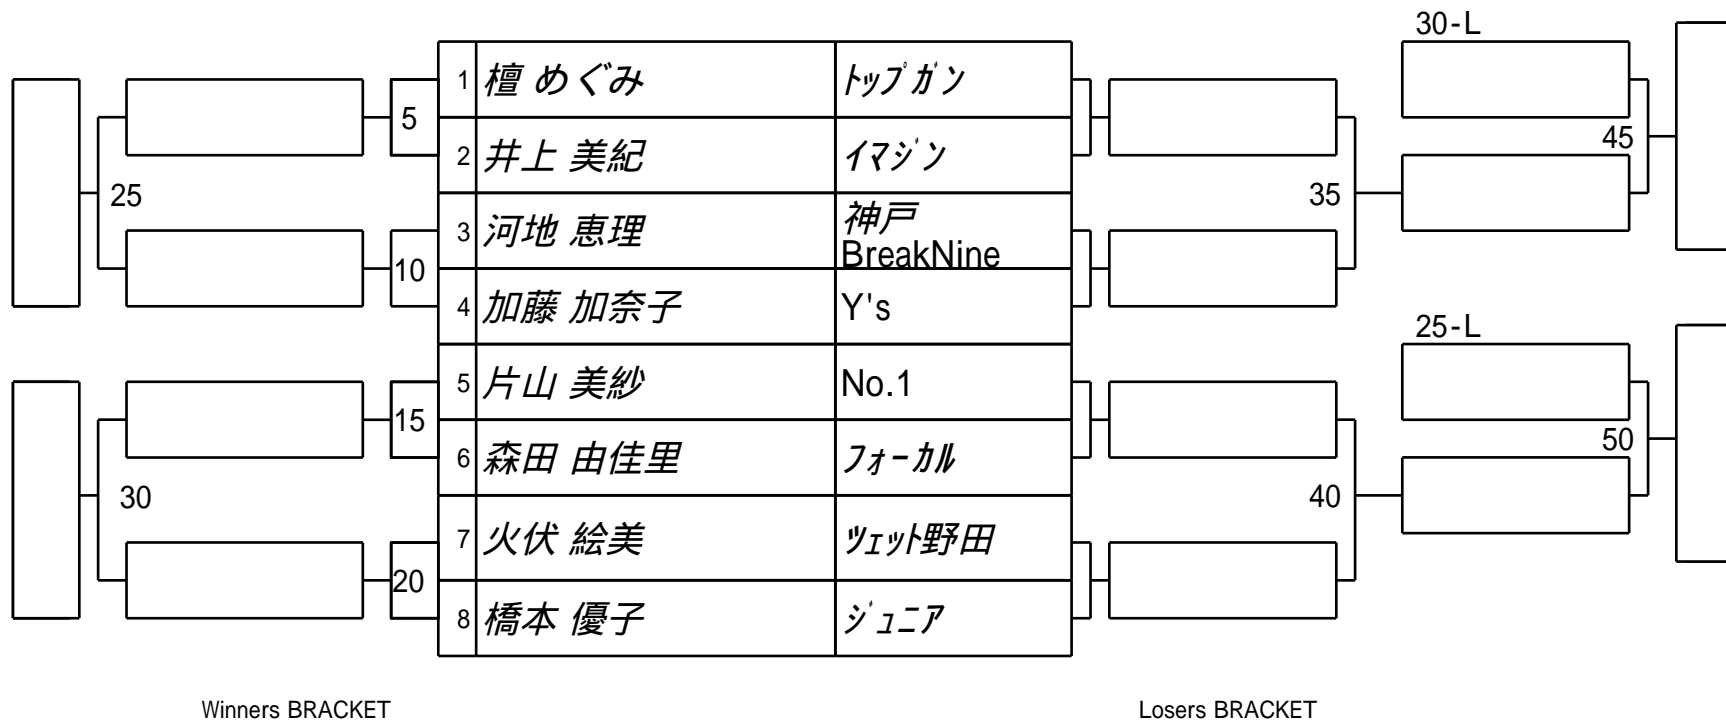 30-L
1 檀 めぐみ ﾄｯﾌﾟｶﾞﾝ
5
45
2 井上 美紀 ｲﾏｼﾞﾝ
25
35
3 河地 恵理 神戸
BreakNine
10
4 加藤 加奈子 Y's
25-L
5 片山 美紗 No.1
15
50
6 森田 由佳里 ﾌｫｰｶﾙ
30
40
7 火伏 絵美 ﾂｪｯﾄ野田
20
8 橋本 優子 ｼﾞｭﾆｱ
Winners BRACKET
Losers BRACKET